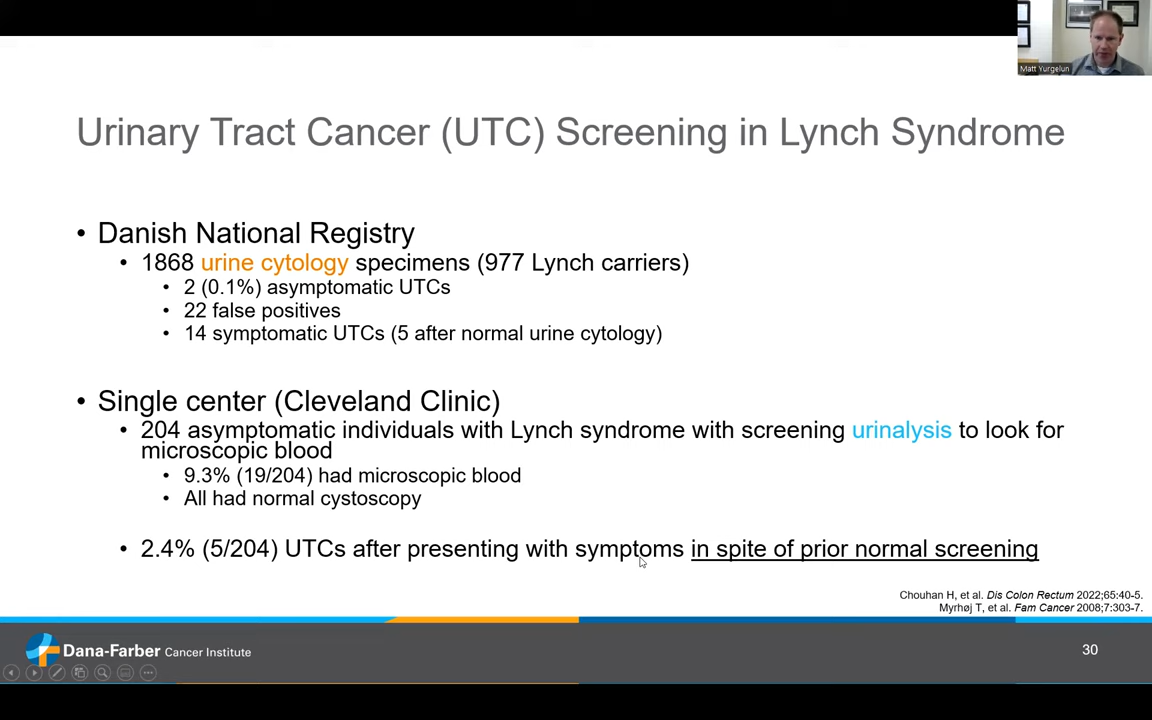 Matt Yurgelun
Urinary Tract Cancer (UTC) Screening in Lynch Syndrome
• Danish National Registry
• 1868 urine cytology specimens (977 Lynch carriers)
• 2 (0.1%) asymptomatic UTCs
• 22 false positives
• 14 symptomatic UTCs (5 after normal urine cytology)
• Single center (Cleveland Clinic)
• 204 asymptomatic individuals with Lynch syndrome with screening urinalysis to look for
microscopic blood
• 9.3% (19/204) had microscopic blood
• All had normal cystoscopy
• 2.4% (5/204) UTCs after presenting with symptoms in spite of prior normal screening
Chouhan H, et al. Dis Colon Rectum 2022;65:40-5.
Myrhøj T, et al. Fam Cancer 2008;7:303-7.
Dana-Farber Cancer Institute
30